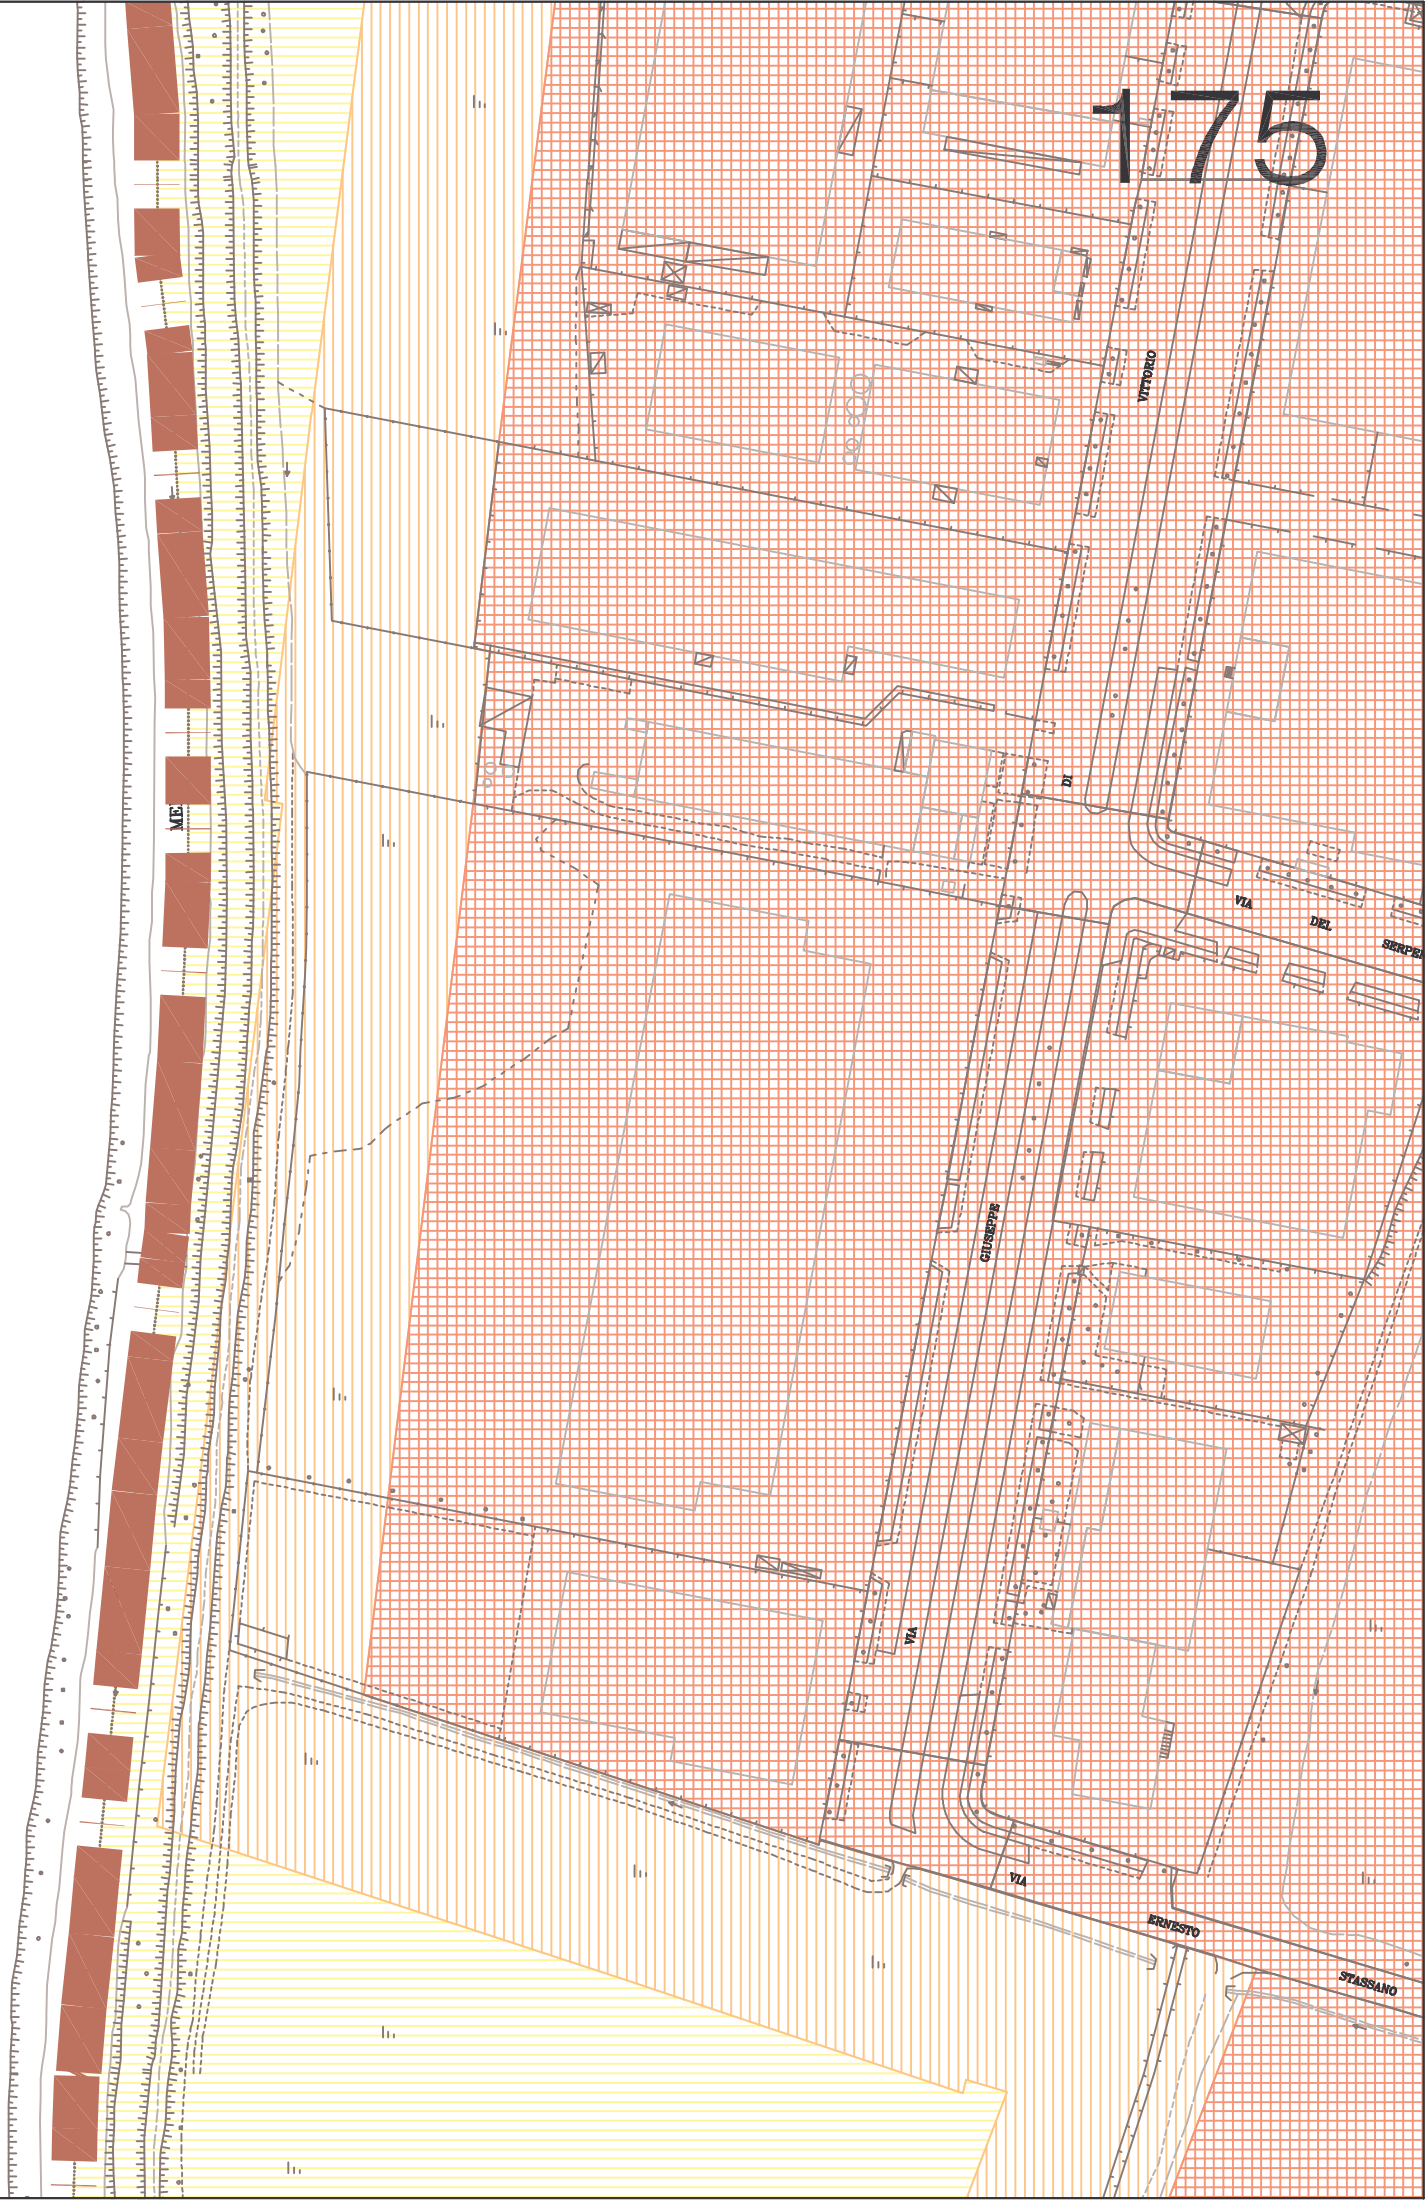 175
VITTORIO
DI
ME
VIA DEL SERPE
GIUSEPPE
VIA
VIA ERNESTO STASSANO